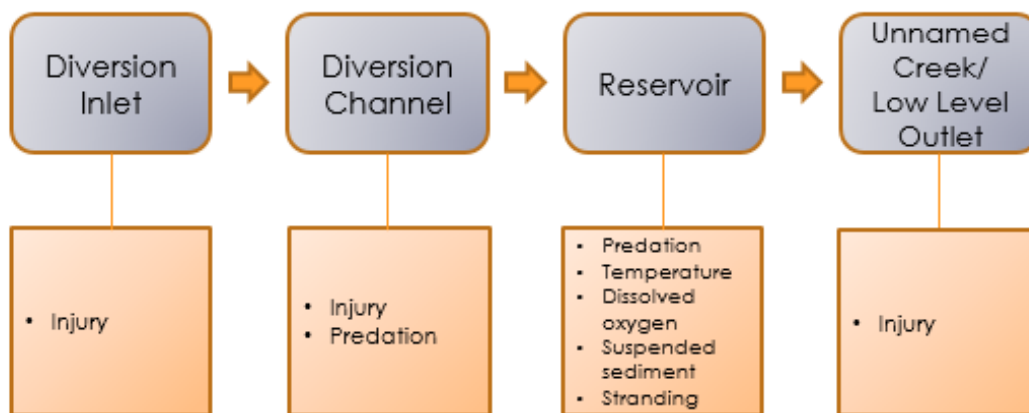 Diversion
Inlet
Diversion
Channel
Reservoir
Unnamed
Creek/
Low Level
Outlet
• Injury
• Injury
• Predation
• Predation
• Temperature
• Dissolved
oxygen
• Suspended
sediment
• Stranding
• Injury